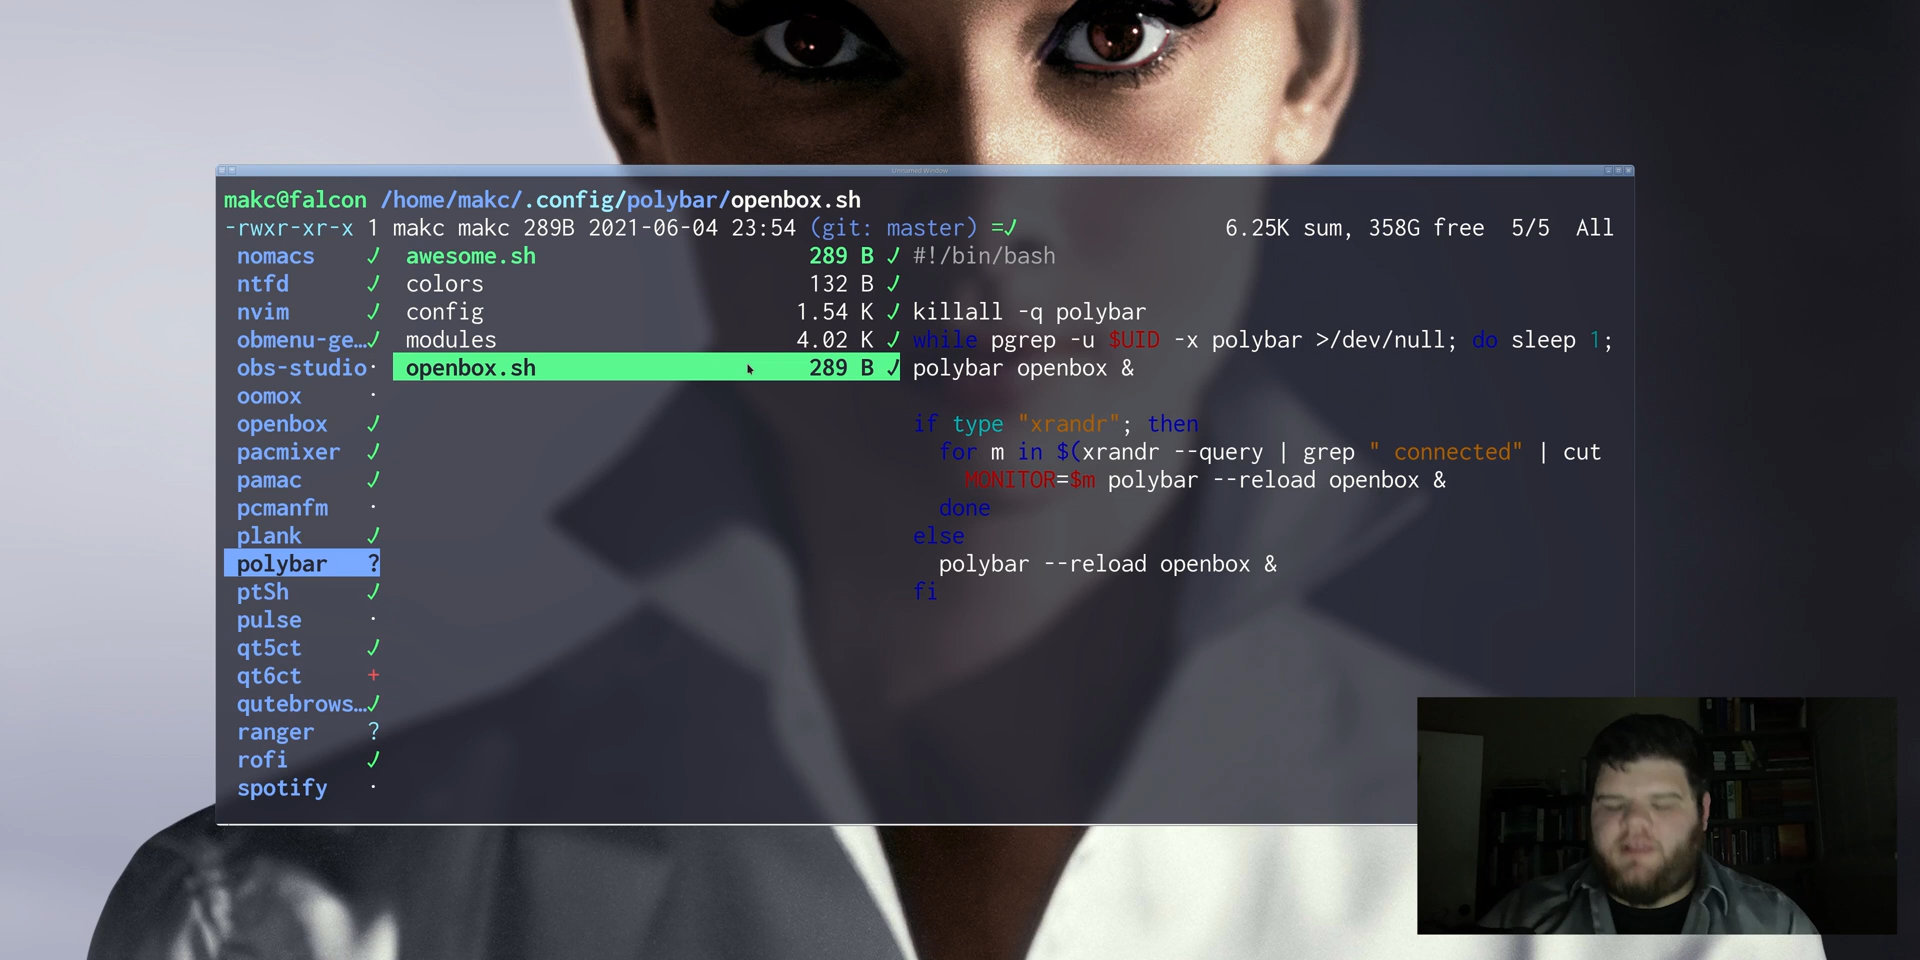 Unnamed Window
makc@falcon /home/makc/.config/polybar/openbox.sh
-rwxr-xr-x 1 makc makc 289B 2021-06-04 23:54 (git: master) =✓ 6.25K sum, 358G free 5/5 All
nomacs ✓ awesome.sh 289 B ✓ #!/bin/bash
ntfd ✓ colors 132 B ✓
nvim ✓ config 1.54 K ✓ killall -q polybar
obmenu-ge…✓ modules 4.02 K ✓ while pgrep -u $UID -x polybar >/dev/null; do sleep 1;
obs-studio· openbox.sh 289 B ✓ polybar openbox &
oomox ·
openbox ✓ if type "xrandr"; then
pacmixer ✓ for m in $(xrandr --query | grep " connected" | cut
pamac ✓ MONITOR=$m polybar --reload openbox &
pcmanfm · done
plank ✓ else
polybar ? polybar --reload openbox &
ptSh ✓ fi
pulse ·
qt5ct ✓
qt6ct +
qutebrows…✓
ranger ?
rofi ✓
spotify ·